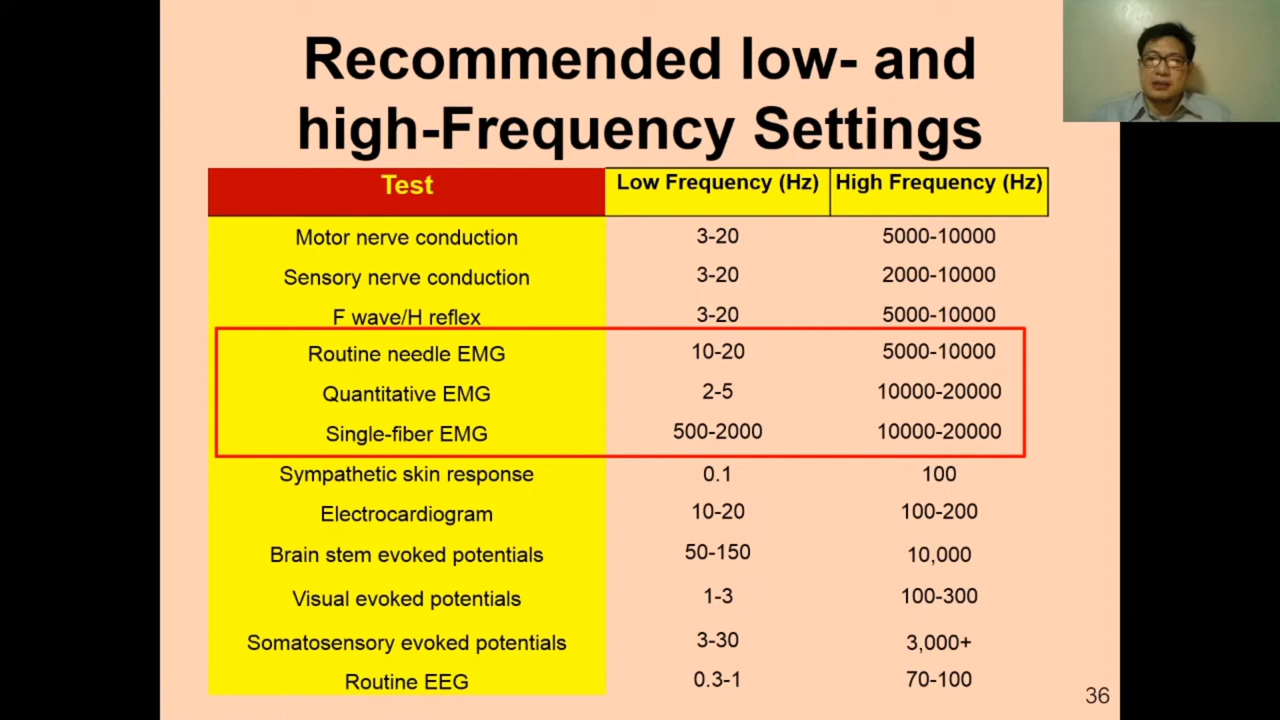 Recommended low- and
high-Frequency Settings
Test Low Frequency (Hz) High Frequency (Hz)
Motor nerve conduction 3-20 5000-10000
Sensory nerve conduction 3-20 2000-10000
F wave/H reflex 3-20 5000-10000
Routine needle EMG 10-20 5000-10000
Quantitative EMG 2-5 10000-20000
Single-fiber EMG 500-2000 10000-20000
Sympathetic skin response 0.1 100
Electrocardiogram 10-20 100-200
Brain stem evoked potentials 50-150 10,000
Visual evoked potentials 1-3 100-300
Somatosensory evoked potentials 3-30 3,000+
Routine EEG 0.3-1 70-100
36